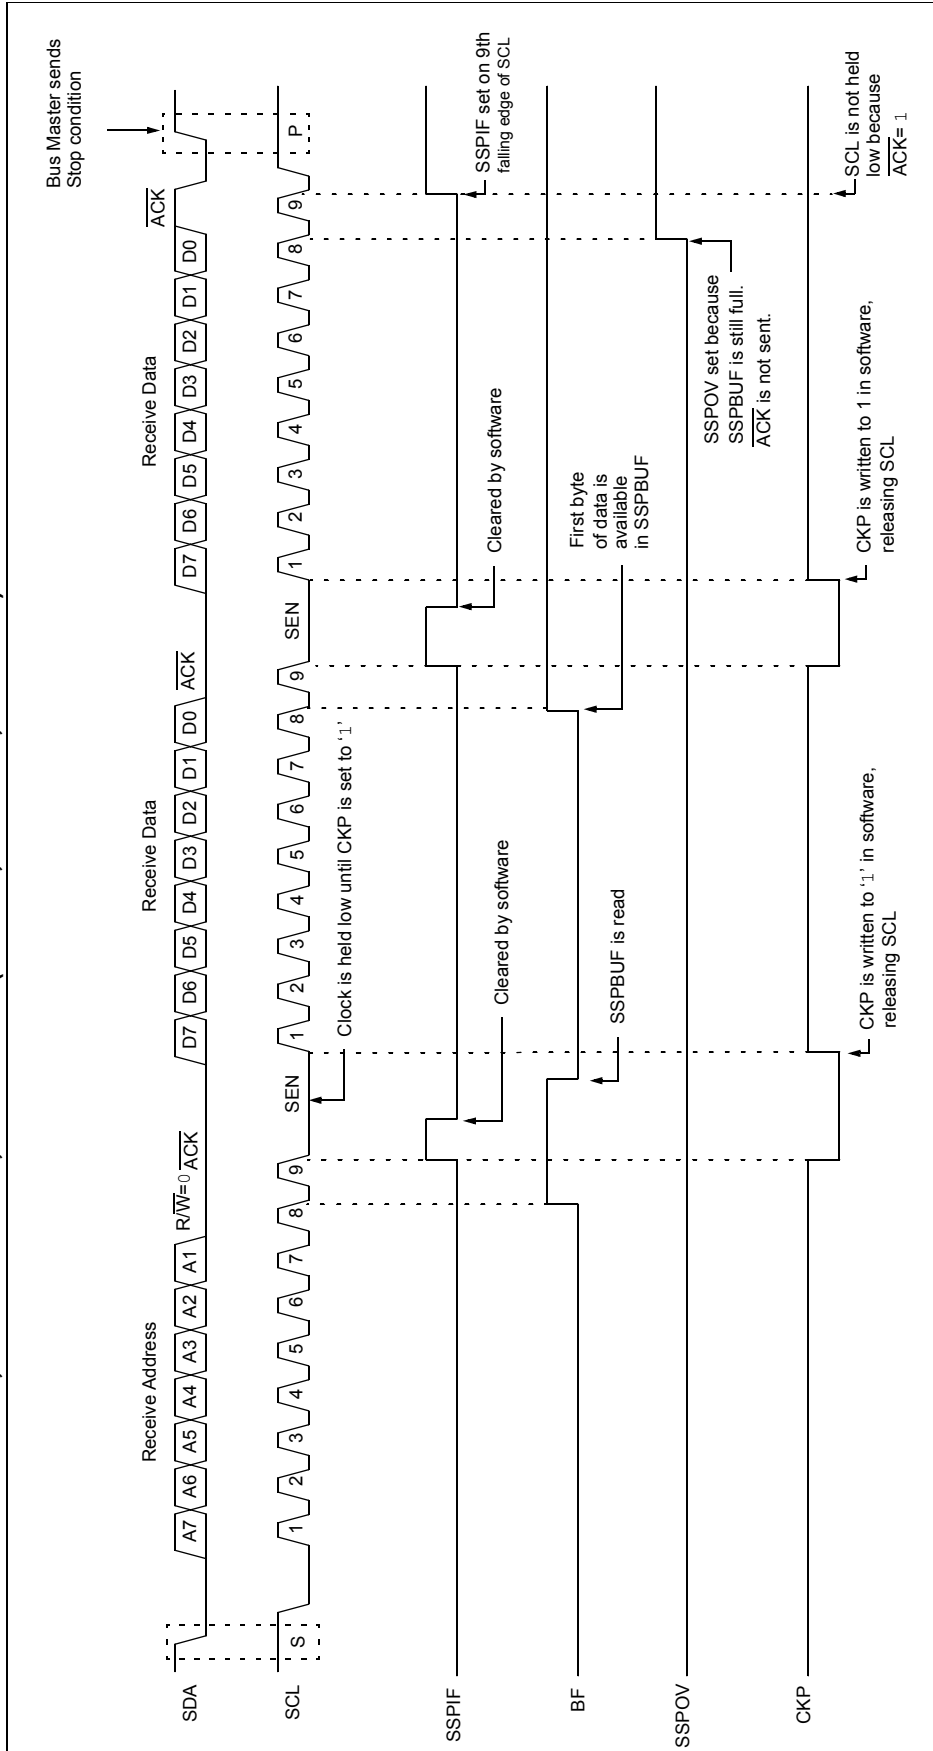 Bus Master sends
Stop condition
Receive Address
Receive Data
Receive Data
R/W=0 ACK
ACK
ACK
SDA A7 A6 A5 A4 A3 A2 A1 D7 D6 D5 D4 D3 D2 D1 D0 D7 D6 D5 D4 D3 D2 D1 D0
SCL S 1 2 3 4 5 6 7 8 9 SEN 1 2 3 4 5 6 7 8 9 SEN 1 2 3 4 5 6 7 8 9 P
Clock is held low until CKP is set to ‘1’
SSPIF
Cleared by software
Cleared by software
SSPIF set on 9th
falling edge of SCL
BF
SSPBUF is read
First byte
of data is
available
in SSPBUF
SSPOV
SSPOV set because
SSPBUF is still full.
ACK is not sent.
CKP
CKP is written to ‘1’ in software,
releasing SCL
CKP is written to 1 in software,
releasing SCL
SCL is not held
low because
ACK= 1